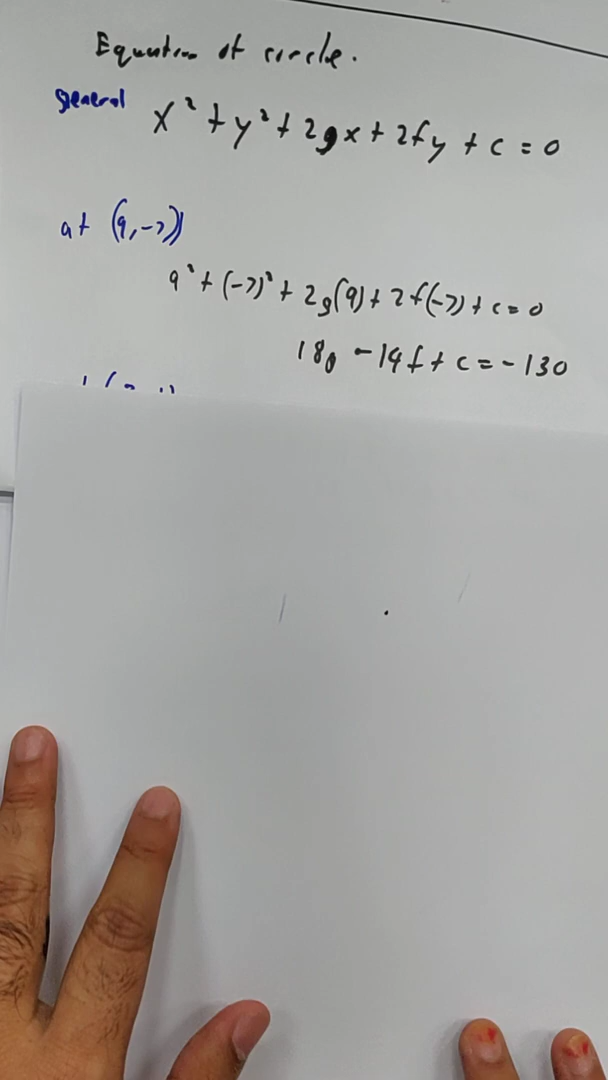 Equation of circle.
general x² + y² + 2gx + 2fy + c = 0
at (9,-7)
9² + (-7)² + 2g(9) + 2f(-7) + c = 0
18g - 14f + c = -130